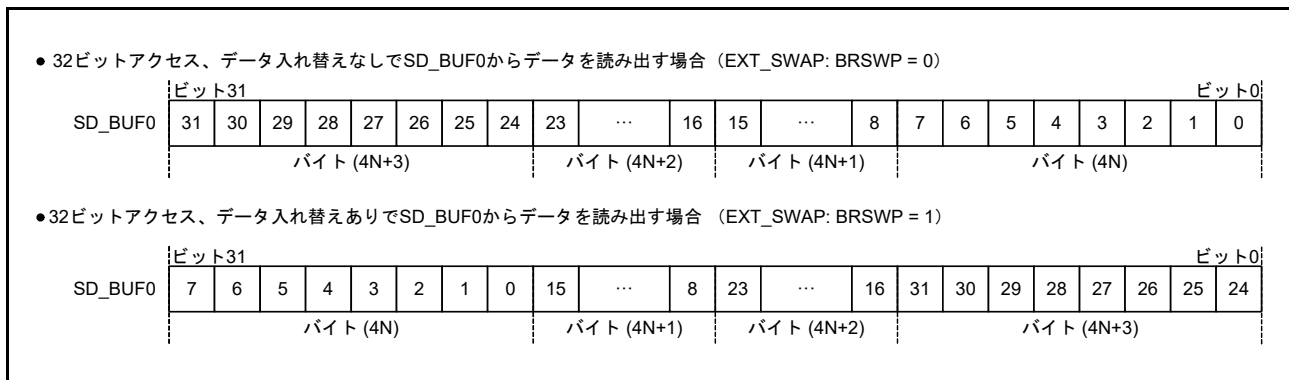 ● 32ビットアクセス、データ入れ替えなしでSD_BUF0からデータを読み出す場合（EXT_SWAP: BRSWP = 0）
ビット31 ビット0
SD_BUF0 31 30 29 28 27 26 25 24 23 … 16 15 … 8 7 6 5 4 3 2 1 0
バイト (4N+3) バイト (4N+2) バイト (4N+1) バイト (4N)
●32ビットアクセス、データ入れ替えありでSD_BUF0からデータを読み出す場合 （EXT_SWAP: BRSWP = 1）
ビット31 ビット0
SD_BUF0 7 6 5 4 3 2 1 0 15 … 8 23 … 16 31 30 29 28 27 26 25 24
バイト (4N) バイト (4N+1) バイト (4N+2) バイト (4N+3)